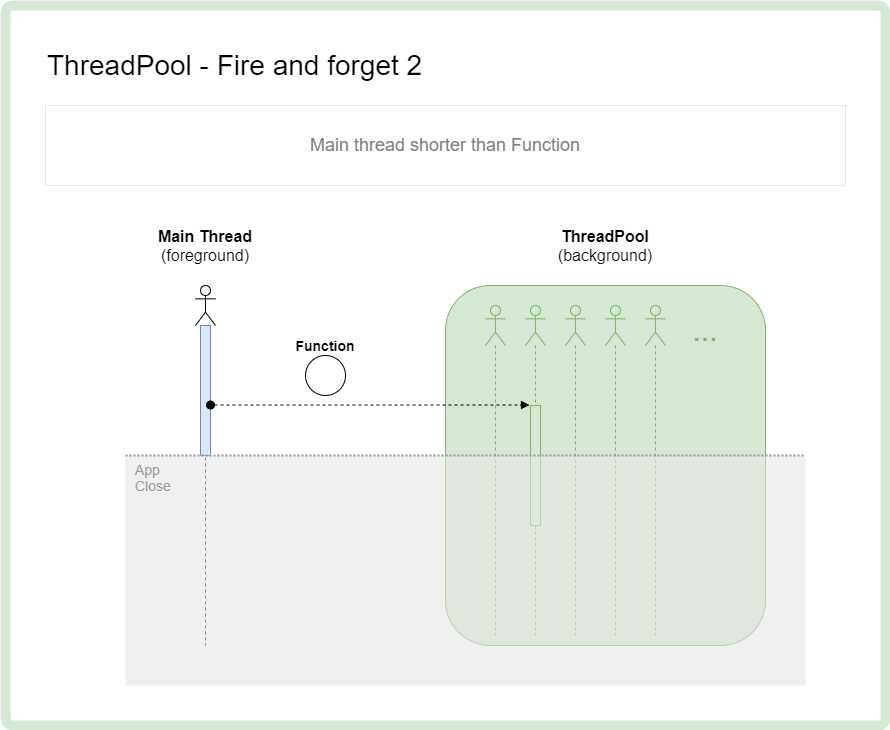 ThreadPool - Fire and forget 2
Main thread shorter than Function
Main Thread
(foreground)
ThreadPool
(background)
Function
...
App
Close